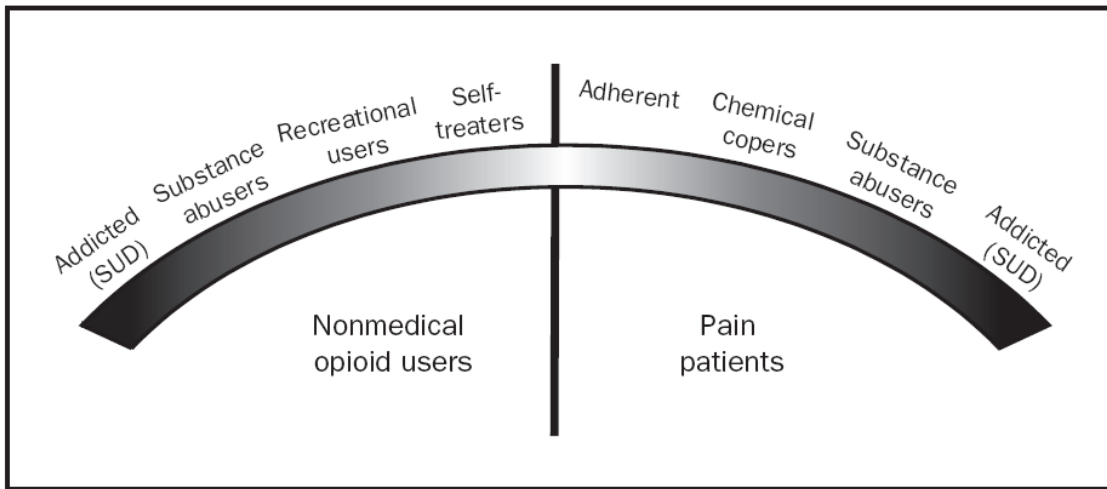 Addicted
(SUD)
Substance
abusers
Recreational
users
Self-
treaters
Adherent
Chemical
copers
Substance
abusers
Addicted
(SUD)
Nonmedical
opioid users
Pain
patients